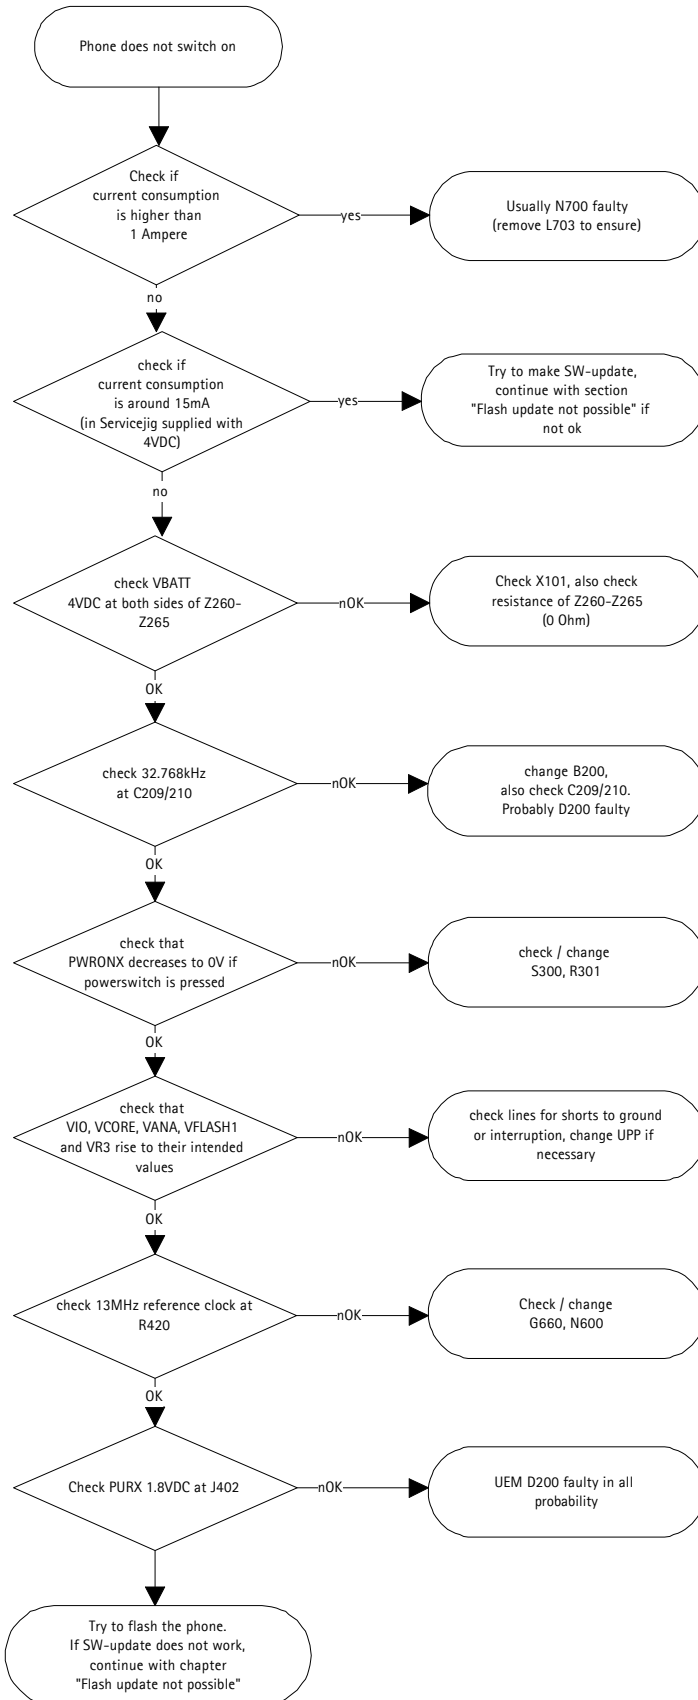 Phone does not switch on
Check if
current consumption
is higher than
1 Ampere
yes
Usually N700 faulty
(remove L703 to ensure)
no
check if
current consumption
is around 15mA
(in Servicejig supplied with
4VDC)
yes
Try to make SW-update,
continue with section
"Flash update not possible" if
not ok
no
check VBATT
4VDC at both sides of Z260-
Z265
nOK
Check X101, also check
resistance of Z260-Z265
(0 Ohm)
OK
check 32.768kHz
at C209/210
nOK
change B200,
also check C209/210.
Probably D200 faulty
OK
check that
PWRONX decreases to 0V if
powerswitch is pressed
nOK
check / change
S300, R301
OK
check that
VIO, VCORE, VANA, VFLASH1
and VR3 rise to their intended
values
nOK
check lines for shorts to ground
or interruption, change UPP if
necessary
OK
check 13MHz reference clock at
R420
nOK
Check / change
G660, N600
OK
Check PURX 1.8VDC at J402
nOK
UEM D200 faulty in all
probability
Try to flash the phone.
If SW-update does not work,
continue with chapter
"Flash update not possible"